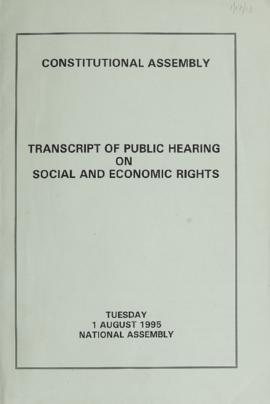 CONSTITUTIONAL ASSEMBLY
TRANSCRIPT OF PUBLIC HEARING
ON
SOCIAL AND ECONOMIC RIGHTS
TUESDAY
1 AUGUST 1995
NATIONAL ASSEMBLY